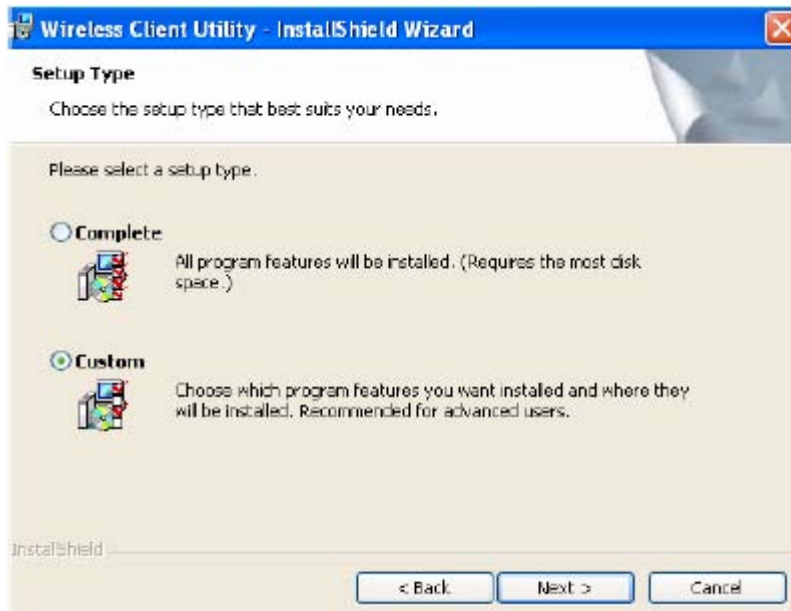 Wireless Client Utility - InstallShield Wizard
Setup Type
Choose the setup type that best suits your needs.
Please select a setup type.
Complete
All program features will be installed. (Requires the most disk
space.)
Custom
Choose which program features you want installed and where they
will be installed. Recommended for advanced users.
InstallShield
< Back
Next >
Cancel